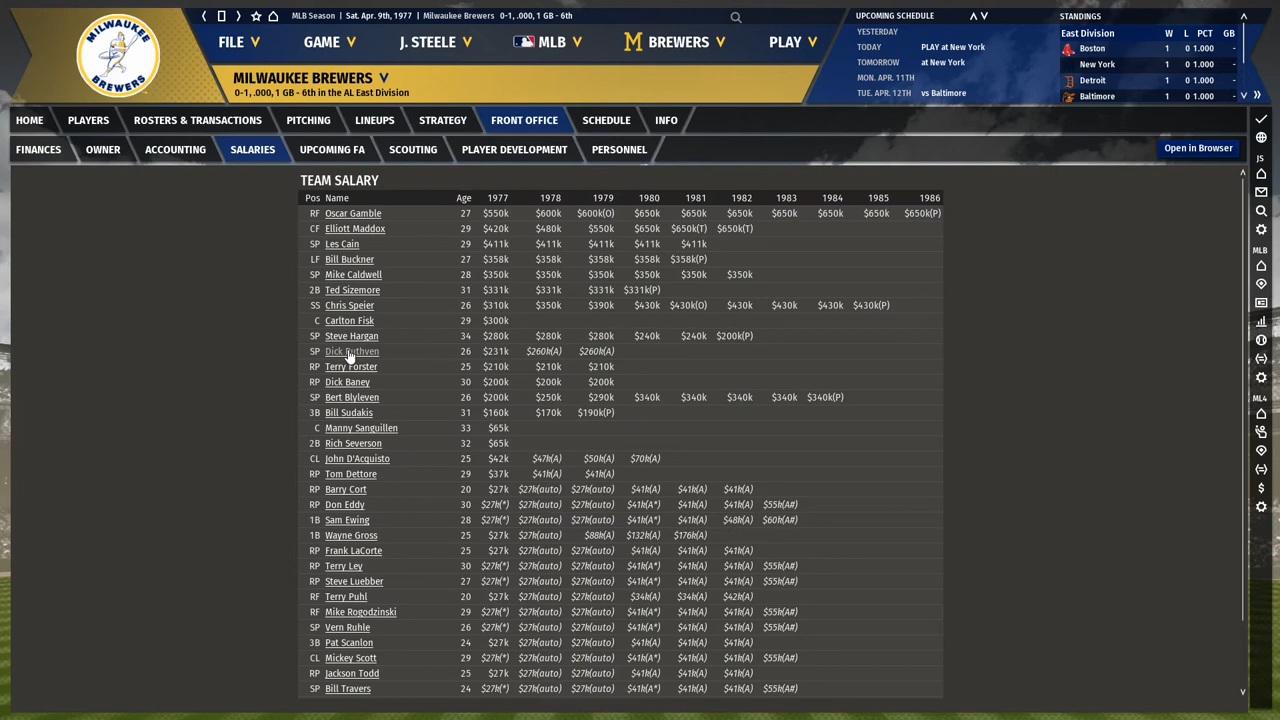 MLB Season | Sat. Apr. 9th, 1977 | Milwaukee Brewers 0-1, .000, 1 GB - 6th
FILE GAME J. STEELE MLB BREWERS PLAY
MILWAUKEE BREWERS
MILWAUKEE BREWERS
0-1, .000, 1 GB - 6th in the AL East Division
UPCOMING SCHEDULE
YESTERDAY
TODAY PLAY at New York
TOMORROW at New York
MON. APR. 11TH
TUE. APR. 12TH vs Baltimore
STANDINGS
East Division W L PCT GB
Boston 1 0 1.000 -
New York 1 0 1.000 -
Detroit 1 0 1.000 -
Baltimore 1 0 1.000 -
HOME PLAYERS ROSTERS & TRANSACTIONS PITCHING LINEUPS STRATEGY FRONT OFFICE SCHEDULE INFO
FINANCES OWNER ACCOUNTING SALARIES UPCOMING FA SCOUTING PLAYER DEVELOPMENT PERSONNEL Open in Browser
TEAM SALARY
Pos Name Age 1977 1978 1979 1980 1981 1982 1983 1984 1985 1986
RF Oscar Gamble 27 $550k $600k $600k(O) $650k $650k $650k $650k $650k $650k $650k(P)
CF Elliott Maddox 29 $420k $480k $550k $650k $650k(T) $650k(T)
SP Les Cain 29 $411k $411k $411k $411k $411k
LF Bill Buckner 27 $358k $358k $358k $358k $358k(P)
SP Mike Caldwell 28 $350k $350k $350k $350k $350k $350k
2B Ted Sizemore 31 $331k $331k $331k $331k(P)
SS Chris Speier 26 $310k $350k $390k $430k $430k(O) $430k $430k $430k $430k(P)
C Carlton Fisk 29 $300k
SP Steve Hargan 34 $280k $280k $280k $240k $240k $200k(P)
SP Dick Ruthven 26 $231k $260k(A) $260k(A)
RP Terry Forster 25 $210k $210k $210k
RP Dick Baney 30 $200k $200k $200k
SP Bert Blyleven 26 $200k $250k $290k $340k $340k $340k $340k $340k(P)
3B Bill Sudakis 31 $160k $170k $190k(P)
C Manny Sanguillen 33 $65k
2B Rich Severson 32 $65k
CL John D'Acquisto 25 $42k $47k(A) $50k(A) $70k(A)
RP Tom Dettore 29 $37k $41k(A) $41k(A)
RP Barry Cort 20 $27k $27k(auto) $27k(auto) $41k(A) $41k(A) $41k(A)
RP Don Eddy 30 $27k(*) $27k(auto) $27k(auto) $41k(A*) $41k(A) $41k(A) $55k(A#)
1B Sam Ewing 28 $27k(*) $27k(auto) $27k(auto) $41k(A*) $41k(A) $48k(A) $60k(A#)
1B Wayne Gross 25 $27k $27k(auto) $88k(A) $132k(A) $176k(A)
RP Frank LaCorte 25 $27k $27k(auto) $27k(auto) $41k(A) $41k(A) $41k(A)
RP Terry Ley 30 $27k(*) $27k(auto) $27k(auto) $41k(A*) $41k(A) $41k(A) $55k(A#)
RP Steve Luebber 27 $27k(*) $27k(auto) $27k(auto) $41k(A*) $41k(A) $41k(A) $55k(A#)
RF Terry Puhl 20 $27k $27k(auto) $27k(auto) $34k(A) $34k(A) $42k(A)
RF Mike Rogodzinski 29 $27k(*) $27k(auto) $27k(auto) $41k(A*) $41k(A) $41k(A) $55k(A#)
SP Vern Ruhle 26 $27k(*) $27k(auto) $27k(auto) $41k(A*) $41k(A) $41k(A) $55k(A#)
3B Pat Scanlon 24 $27k $27k(auto) $27k(auto) $41k(A) $41k(A) $41k(A)
CL Mickey Scott 29 $27k(*) $27k(auto) $27k(auto) $41k(A*) $41k(A) $41k(A) $55k(A#)
RP Jackson Todd 25 $27k $27k(auto) $27k(auto) $41k(A) $41k(A) $41k(A)
SP Bill Travers 24 $27k(*) $27k(auto) $27k(auto) $41k(A*) $41k(A) $41k(A) $55k(A#)
JS
MLB
ML4